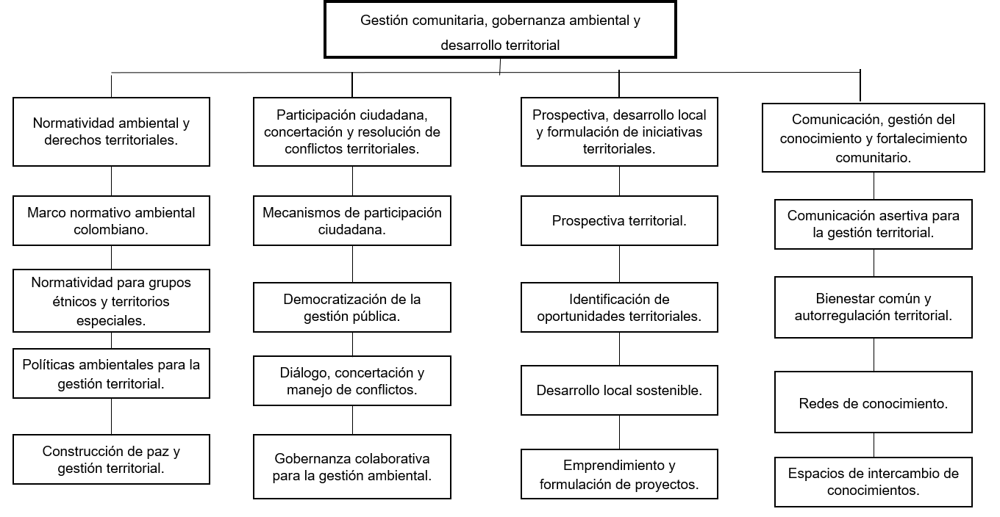 Gestión comunitaria, gobernanza ambiental y
desarrollo territorial
Normatividad ambiental y
derechos territoriales.
Marco normativo ambiental
colombiano.
Normatividad para grupos
étnicos y territorios
especiales.
Políticas ambientales para la
gestión territorial.
Construcción de paz y
gestión territorial.
Participación ciudadana,
concertación y resolución de
conflictos territoriales.
Mecanismos de participación
ciudadana.
Democratización de la
gestión pública.
Diálogo, concertación y
manejo de conflictos.
Gobernanza colaborativa
para la gestión ambiental.
Prospectiva, desarrollo local
y formulación de iniciativas
territoriales.
Prospectiva territorial.
Identificación de
oportunidades territoriales.
Desarrollo local sostenible.
Emprendimiento y
formulación de proyectos.
Comunicación, gestión del
conocimiento y fortalecimiento
comunitario.
Comunicación asertiva para
la gestión territorial.
Bienestar común y
autorregulación territorial.
Redes de conocimiento.
Espacios de intercambio de
conocimientos.